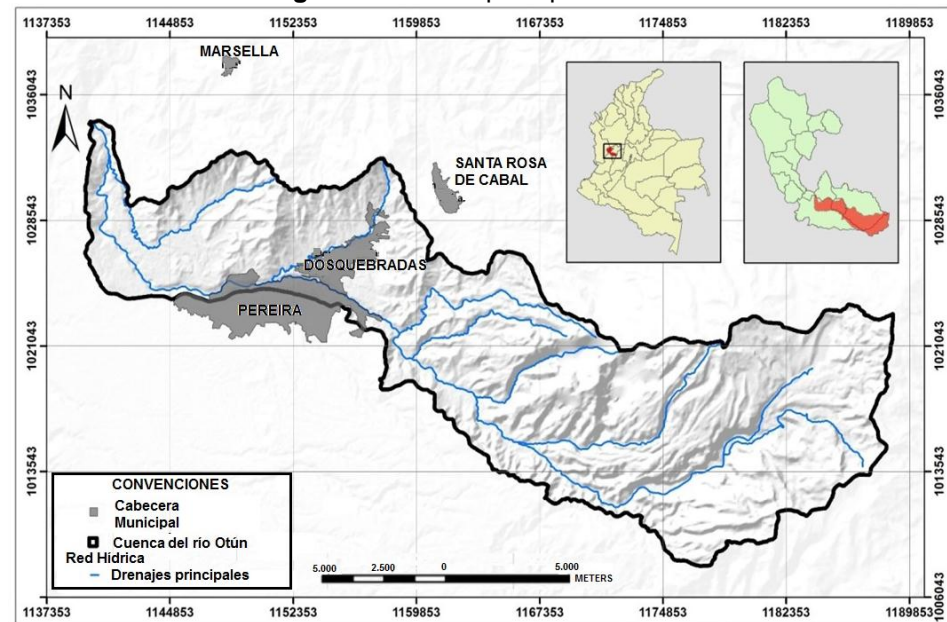 1137353 1144853 1152353 1159853 1167353 1174853 1182353 1189853
MARSELLA
1036043
1036043
N
SANTA ROSA
DE CABAL
1028543
1028543
DOSQUEBRADAS
PEREIRA
1021043
1021043
1013543
1013543
CONVENCIONES
Cabecera
Municipal
Cuenca del río Otún
Red Hídrica
Drenajes principales
5.000 2.500 0 5.000
METERS
1006043
1137353 1144853 1152353 1159853 1167353 1174853 1182353 1189853